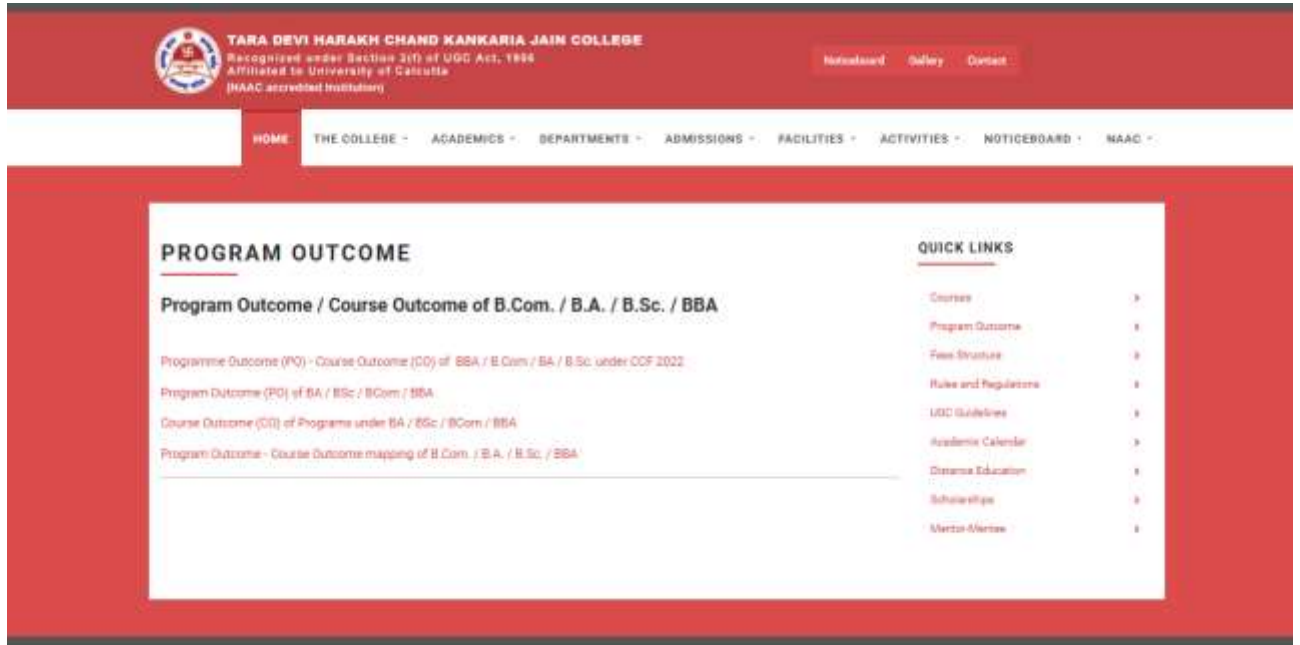 TARA DEVI HARAKH CHAND KANKARIA JAIN COLLEGE
Recognized under Section 2(f) of UGC Act, 1956
Affiliated to University of Calcutta
(NAAC accredited Institution)
Noticeboard Gallery Contact
HOME THE COLLEGE ACADEMICS DEPARTMENTS ADMISSIONS FACILITIES ACTIVITIES NOTICEBOARD NAAC
PROGRAM OUTCOME
Program Outcome / Course Outcome of B.Com. / B.A. / B.Sc. / BBA
Programme Outcome (PO) - Course Outcome (CO) of BBA / B.Com / BA / B.Sc. under CCF 2022
Program Outcome (PO) of BA / BSc / BCom / BBA
Course Outcome (CO) of Programs under BA / BSc / BCom / BBA
Program Outcome - Course Outcome mapping of B.Com. / B.A. / B.Sc. / BBA
QUICK LINKS
Courses
Program Outcome
Fees Structure
Rules and Regulations
UGC Guidelines
Academic Calender
Distance Education
Scholarships
Mentor-Mentee